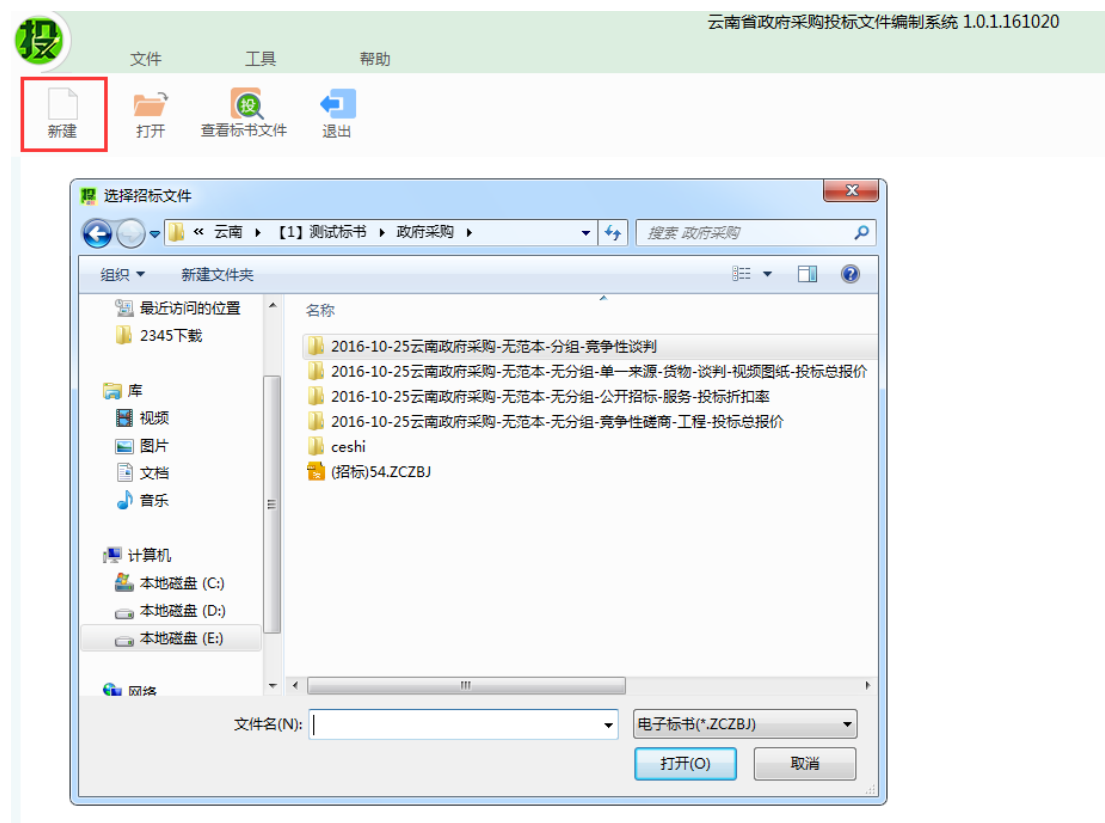 云南省政府采购投标文件编制系统 1.0.1.161020
投
文件 工具 帮助
新建 打开 查看标书文件 退出
投
选择招标文件
« 云南 ▸ 【1】测试标书 ▸ 政府采购 ▸ 搜索 政府采购
组织 新建文件夹
最近访问的位置
2345下载
库
视频
图片
文档
音乐
计算机
本地磁盘 (C:)
本地磁盘 (D:)
本地磁盘 (E:)
网络
名称
2016-10-25云南政府采购-无范本-分组-竞争性谈判
2016-10-25云南政府采购-无范本-无分组-单一来源-货物-谈判-视频图纸-投标总报价
2016-10-25云南政府采购-无范本-无分组-公开招标-服务-投标折扣率
2016-10-25云南政府采购-无范本-无分组-竞争性磋商-工程-投标总报价
ceshi
(招标)54.ZCZBJ
文件名(N): 电子标书(*.ZCZBJ)
打开(O) 取消